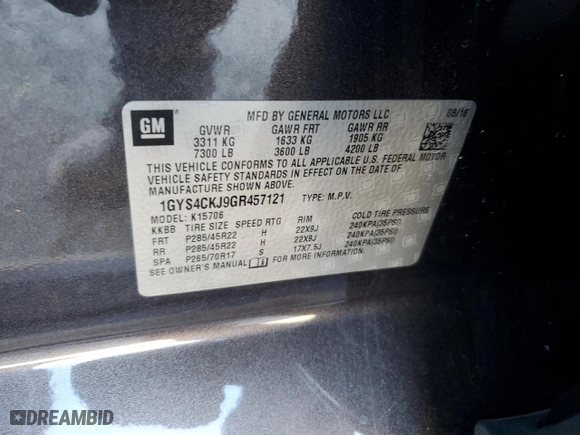 GM
MFD BY GENERAL MOTORS LLC 08/16
GVWR GAWR FRT GAWR RR
3311 KG 1633 KG 1905 KG
7300 LB 3600 LB 4200 LB
THIS VEHICLE CONFORMS TO ALL APPLICABLE U.S. FEDERAL MOTOR
VEHICLE SAFETY STANDARDS IN EFFECT ON THE DATE OF
MANUFACTURE SHOWN ABOVE.
1GYS4CKJ9GR457121 TYPE: M.P.V.
MODEL: K15706
KKBB TIRE SIZE SPEED RTG RIM COLD TIRE PRESSURE
FRT P285/45R22 H 22X9J 240KPA(35PSI)
RR P285/45R22 H 22X9J 240KPA(35PSI)
SPA P265/70R17 S 17X7.5J 240KPA(35PSI)
SEE OWNER'S MANUAL FOR MORE INFORMATION.
DREAMBID